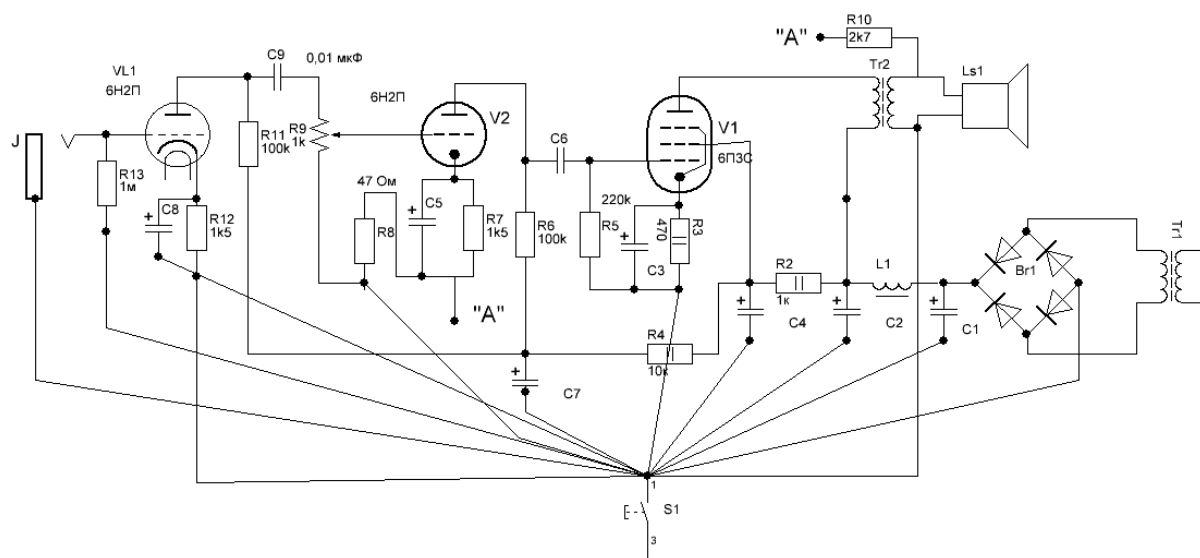 R10
2k7
"A"
Tr2
Ls1
C9
0,01 мкФ
VL1
6Н2П
6Н2П
V2
V1
6П3С
J
R11
100k
R9
1k
C6
R13
1м
C8
R12
1k5
47 Ом
R8
C5
R7
1k5
R6
100k
220k
R5
C3
R3
470
"A"
R2
1к
L1
C4
C2
C1
Br1
Tr1
R4
10к
C7
1
S1
3
+
+
+
+
+
+
+